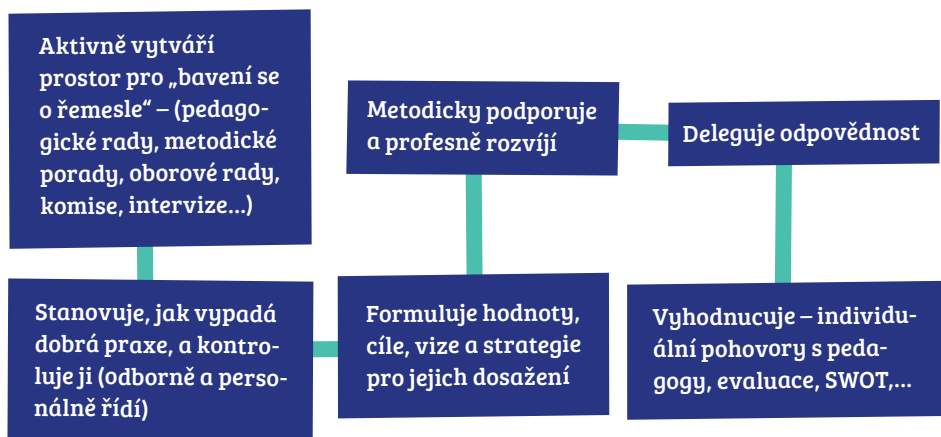 Aktivně vytváří
prostor pro „bavení se
o řemesle“ – (pedago-
gické rady, metodické
porady, oborové rady,
komise, intervize...)
Metodicky podporuje
a profesně rozvíjí
Deleguje odpovědnost
Stanovuje, jak vypadá
dobrá praxe, a kontro-
luje ji (odborně a perso-
nálně řídí)
Formuluje hodnoty,
cíle, vize a strategie
pro jejich dosažení
Vyhodnucuje – individu-
ální pohovory s peda-
gogy, evaluace, SWOT,...